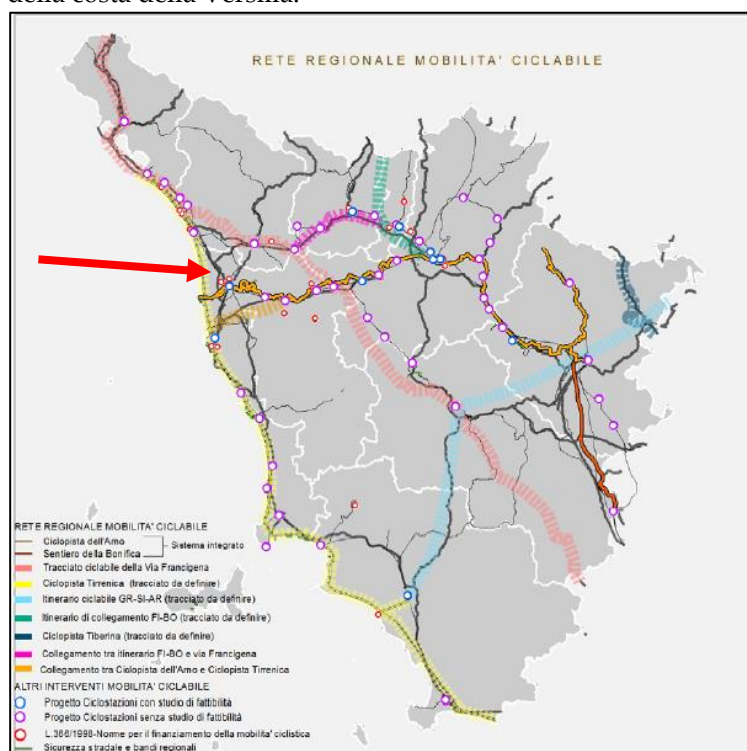 della costa della Versilia.
RETE REGIONALE MOBILITA' CICLABILE
RETE REGIONALE MOBILITA' CICLABILE
Ciclopista dell'Arno
Sentiero della Bonifica
Sistema integrato
Tracciato ciclabile della Via Francigena
Ciclopista Tirrenica (tracciato da definire)
Itinerario ciclabile GR-SI-AR (tracciato da definire)
Itinerario di collegamento FI-BO (tracciato da definire)
Ciclopista Tiberina (tracciato da definire)
Collegamento tra itinerario FI-BO e via Francigena
Collegamento tra Ciclopista dell'Arno e Ciclopista Tirrenica
ALTRI INTERVENTI MOBILITA' CICLABILE
Progetto Ciclostazioni con studio di fattibilità
Progetto Ciclostazioni senza studio di fattibilità
L.366/1998-Norme per il finanziamento della mobilita' ciclistica
Sicurezza stradale e bandi regionali